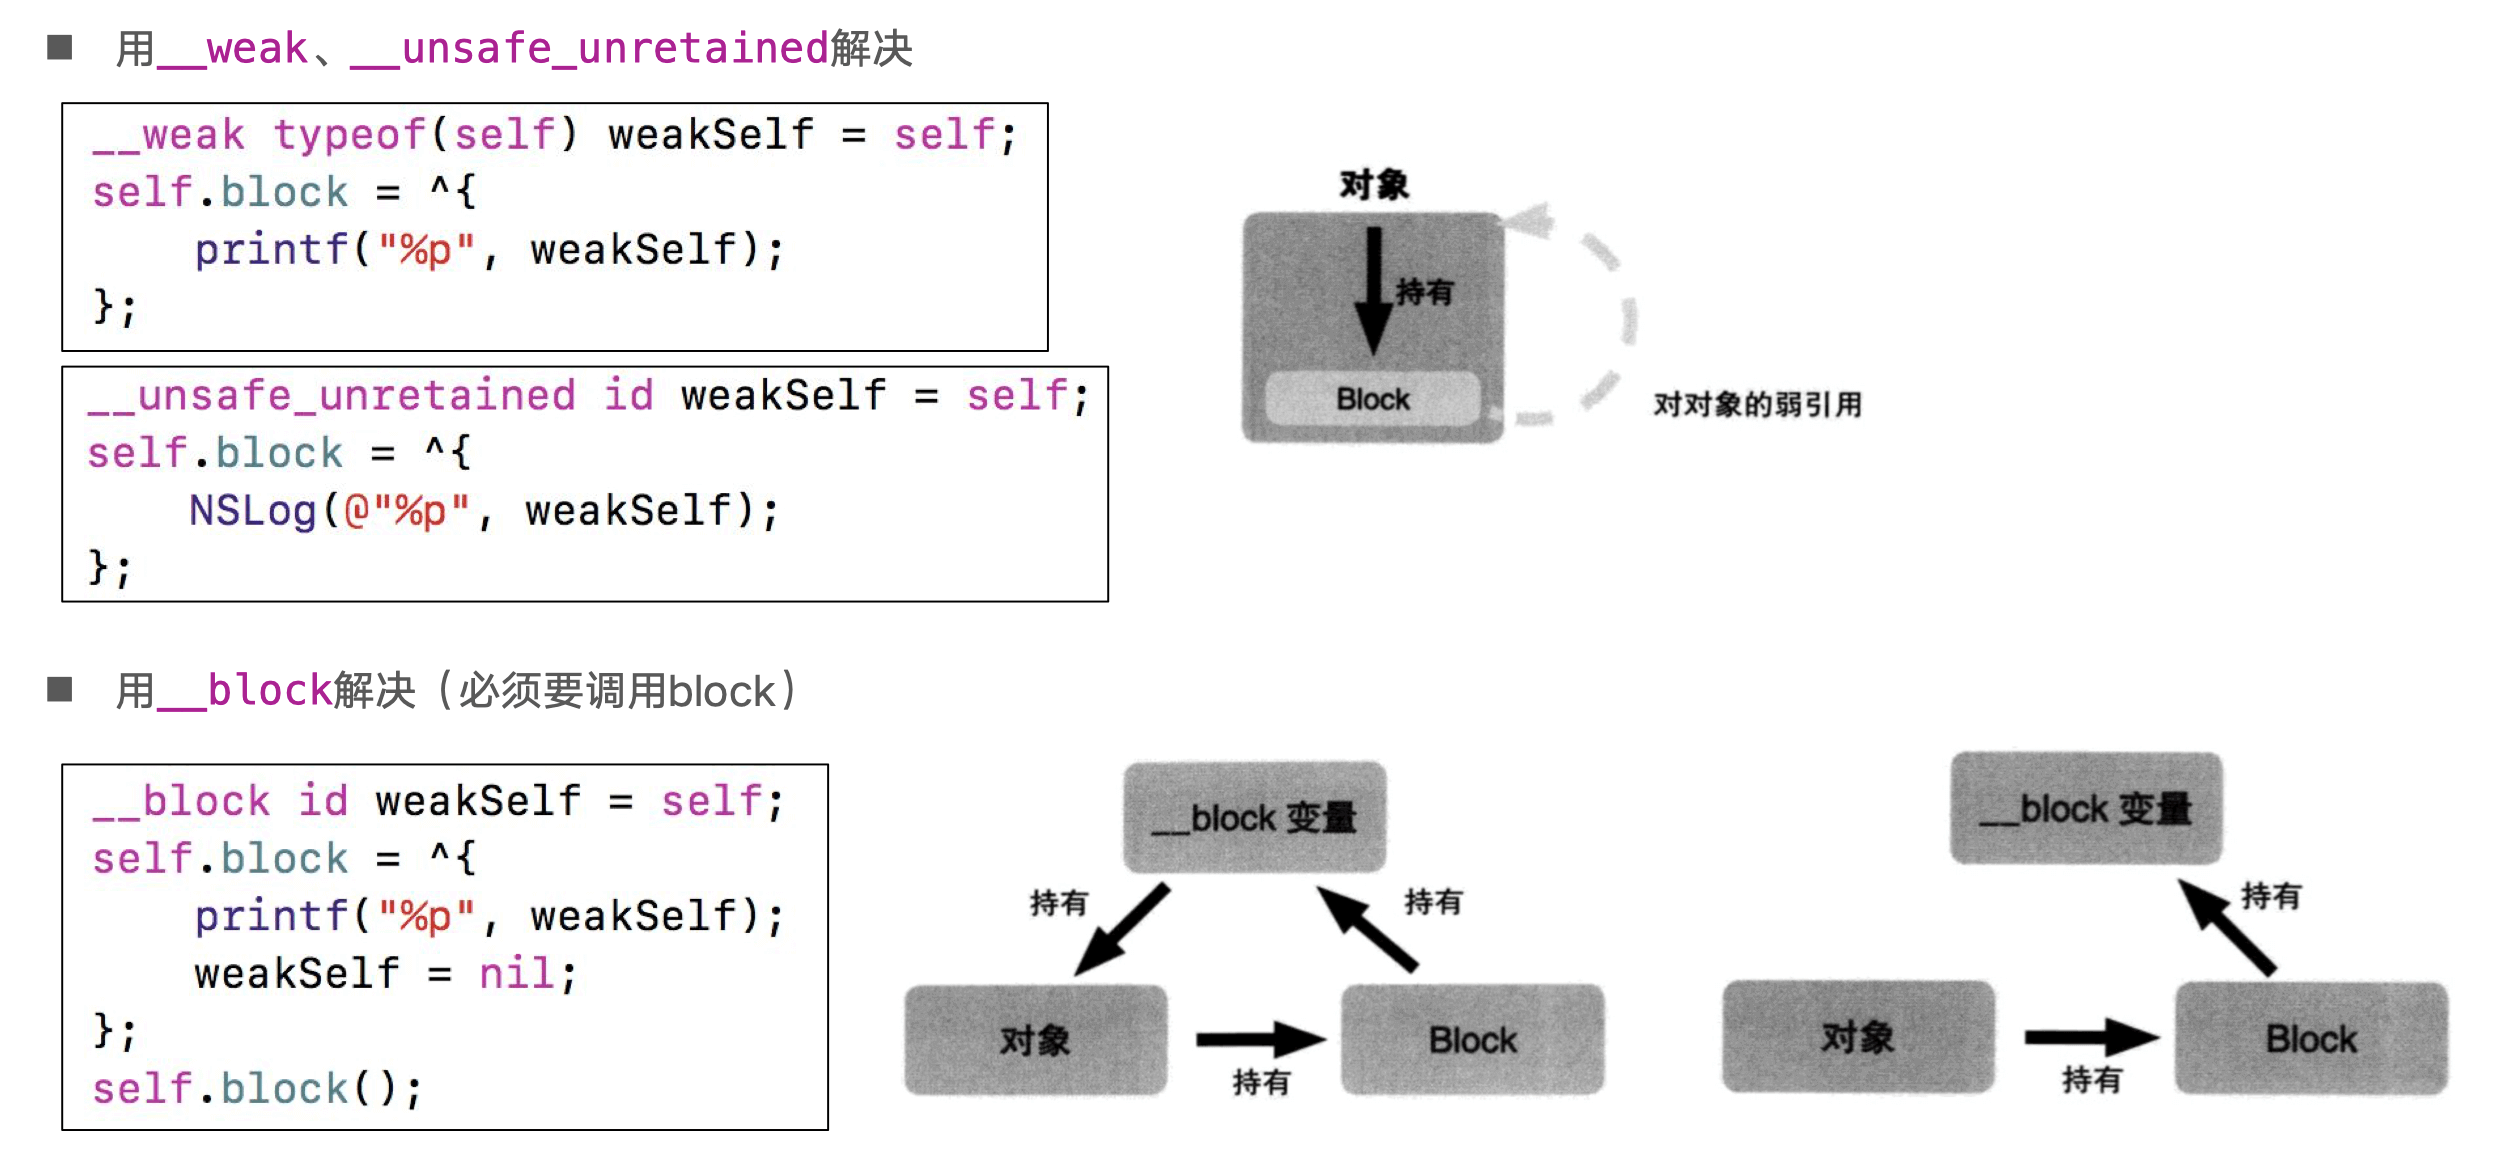 ■ 用__weak、__unsafe_unretained解决
__weak typeof(self) weakSelf = self;
self.block = ^{
    printf("%p", weakSelf);
};
__unsafe_unretained id weakSelf = self;
self.block = ^{
    NSLog(@"%p", weakSelf);
};
对象
持有
Block
对对象的弱引用
■ 用__block解决（必须要调用block）
__block id weakSelf = self;
self.block = ^{
    printf("%p", weakSelf);
    weakSelf = nil;
};
self.block();
__block 变量
持有
持有
对象
Block
持有
__block 变量
持有
对象
Block
持有